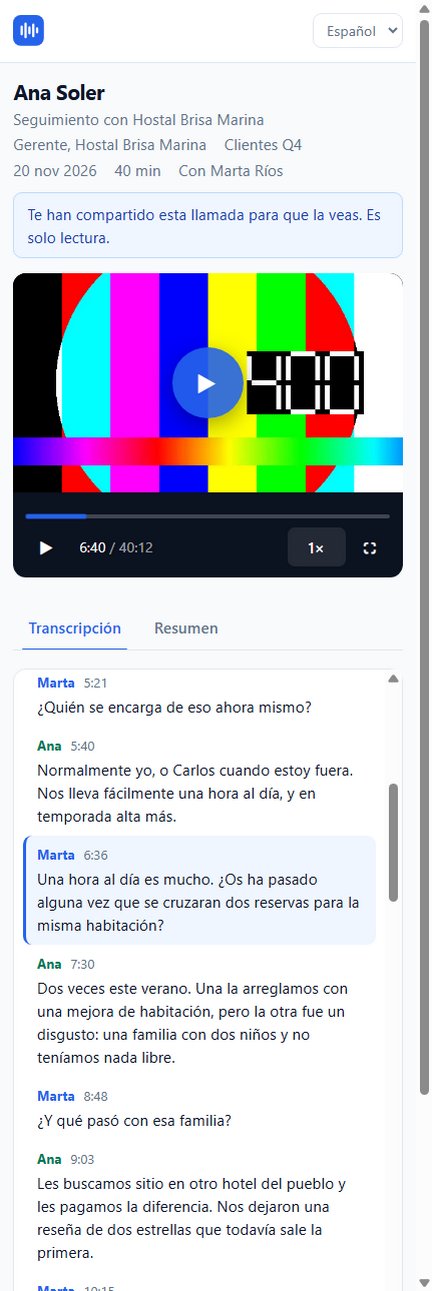 Español
Ana Soler
Seguimiento con Hostal Brisa Marina
Gerente, Hostal Brisa Marina Clientes Q4
20 nov 2026 40 min Con Marta Ríos
Te han compartido esta llamada para que la veas. Es
solo lectura.
400
6:40 / 40:12 1×
Transcripción Resumen
Marta 5:21
¿Quién se encarga de eso ahora mismo?
Ana 5:40
Normalmente yo, o Carlos cuando estoy fuera.
Nos lleva fácilmente una hora al día, y en
temporada alta más.
Marta 6:36
Una hora al día es mucho. ¿Os ha pasado
alguna vez que se cruzaran dos reservas para la
misma habitación?
Ana 7:30
Dos veces este verano. Una la arreglamos con
una mejora de habitación, pero la otra fue un
disgusto: una familia con dos niños y no
teníamos nada libre.
Marta 8:48
¿Y qué pasó con esa familia?
Ana 9:03
Les buscamos sitio en otro hotel del pueblo y
les pagamos la diferencia. Nos dejaron una
reseña de dos estrellas que todavía sale la
primera.
Marta 10:15